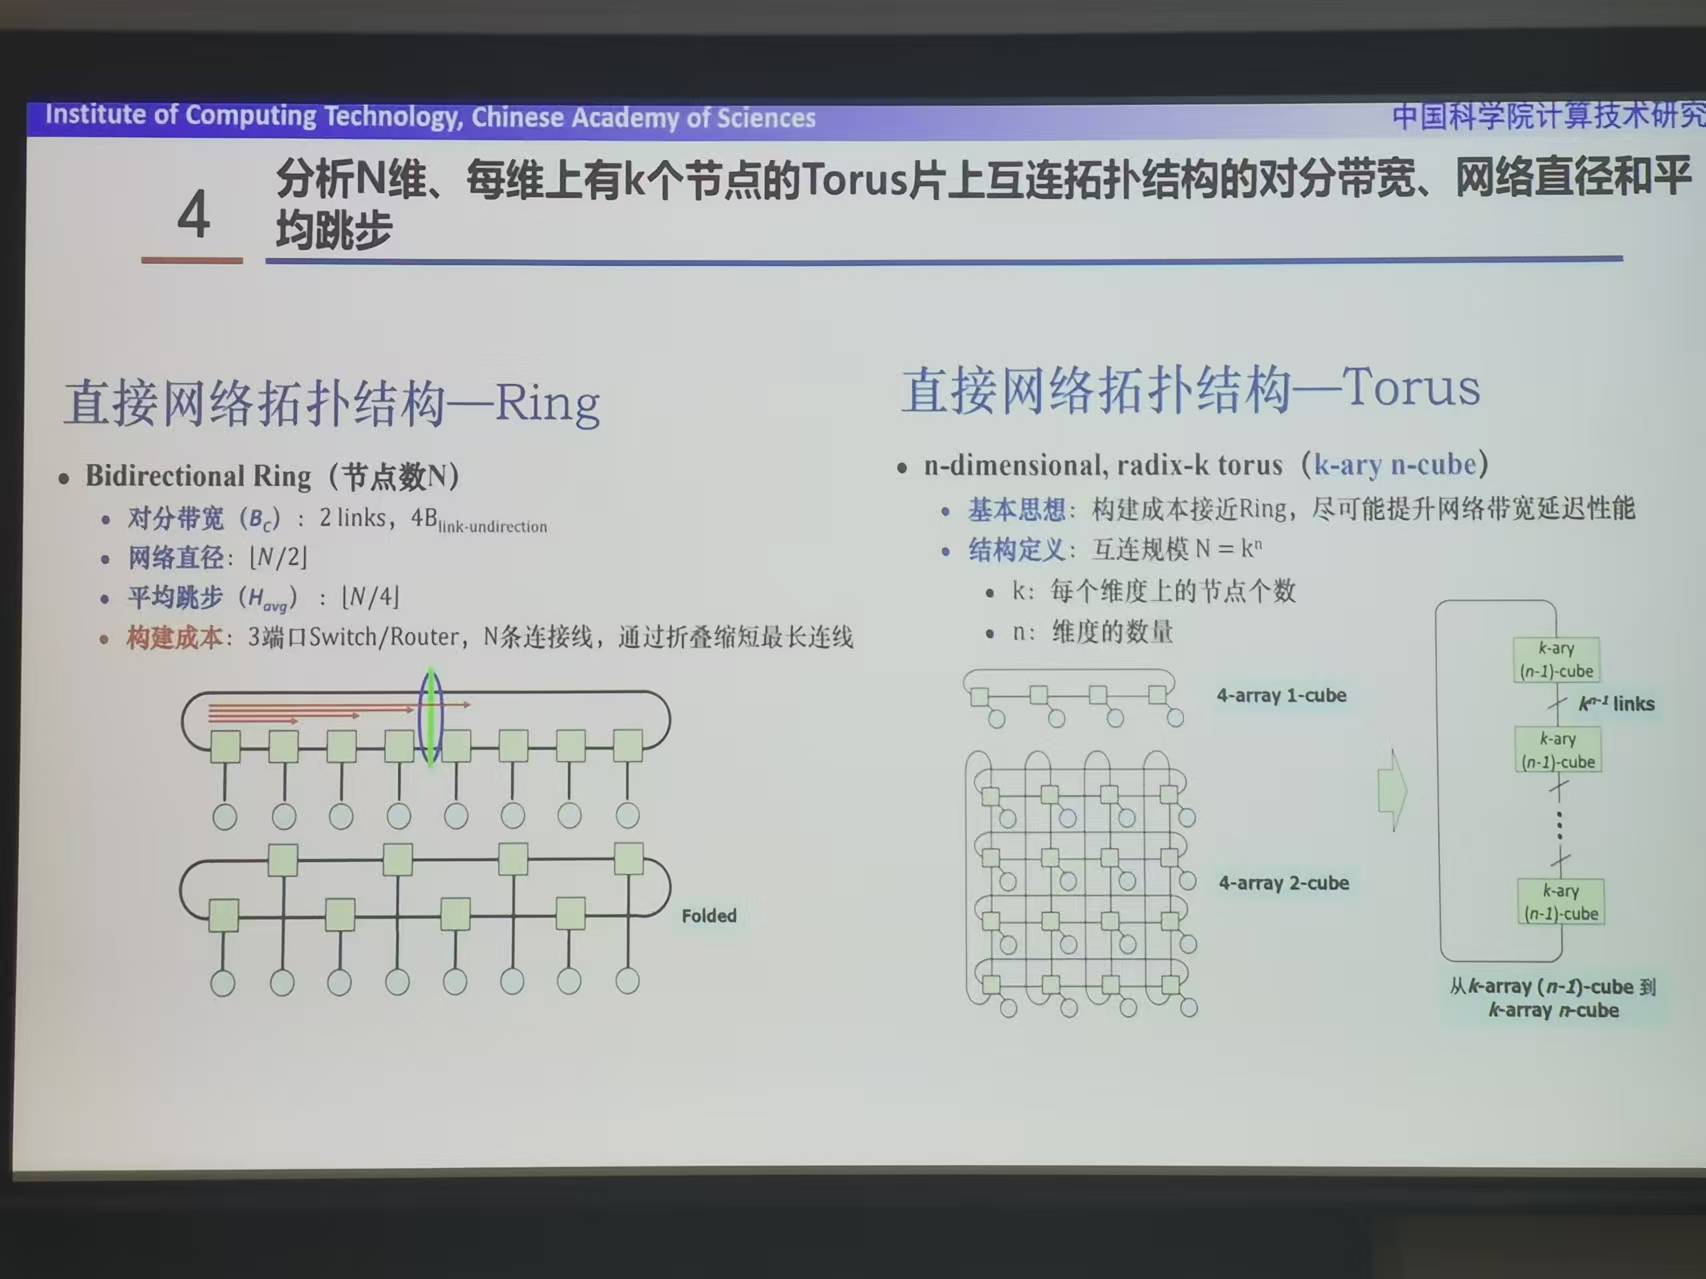 Institute of Computing Technology, Chinese Academy of Sciences
中国科学院计算技术研究
4
分析N维、每维上有k个节点的Torus片上互连拓扑结构的对分带宽、网络直径和平
均跳步
直接网络拓扑结构—Ring
• Bidirectional Ring（节点数N）
• 对分带宽（Bc）: 2 links, 4Blink-undirection
• 网络直径: ⌊N/2⌋
• 平均跳步（Havg）: ⌊N/4⌋
• 构建成本: 3端口Switch/Router, N条连接线, 通过折叠缩短最长连线
Folded
直接网络拓扑结构—Torus
• n-dimensional, radix-k torus（k-ary n-cube）
• 基本思想: 构建成本接近Ring, 尽可能提升网络带宽延迟性能
• 结构定义: 互连规模 N = kⁿ
• k: 每个维度上的节点个数
• n: 维度的数量
4-array 1-cube
4-array 2-cube
k-ary
(n-1)-cube
kⁿ⁻¹ links
k-ary
(n-1)-cube
k-ary
(n-1)-cube
从k-array (n-1)-cube 到
k-array n-cube